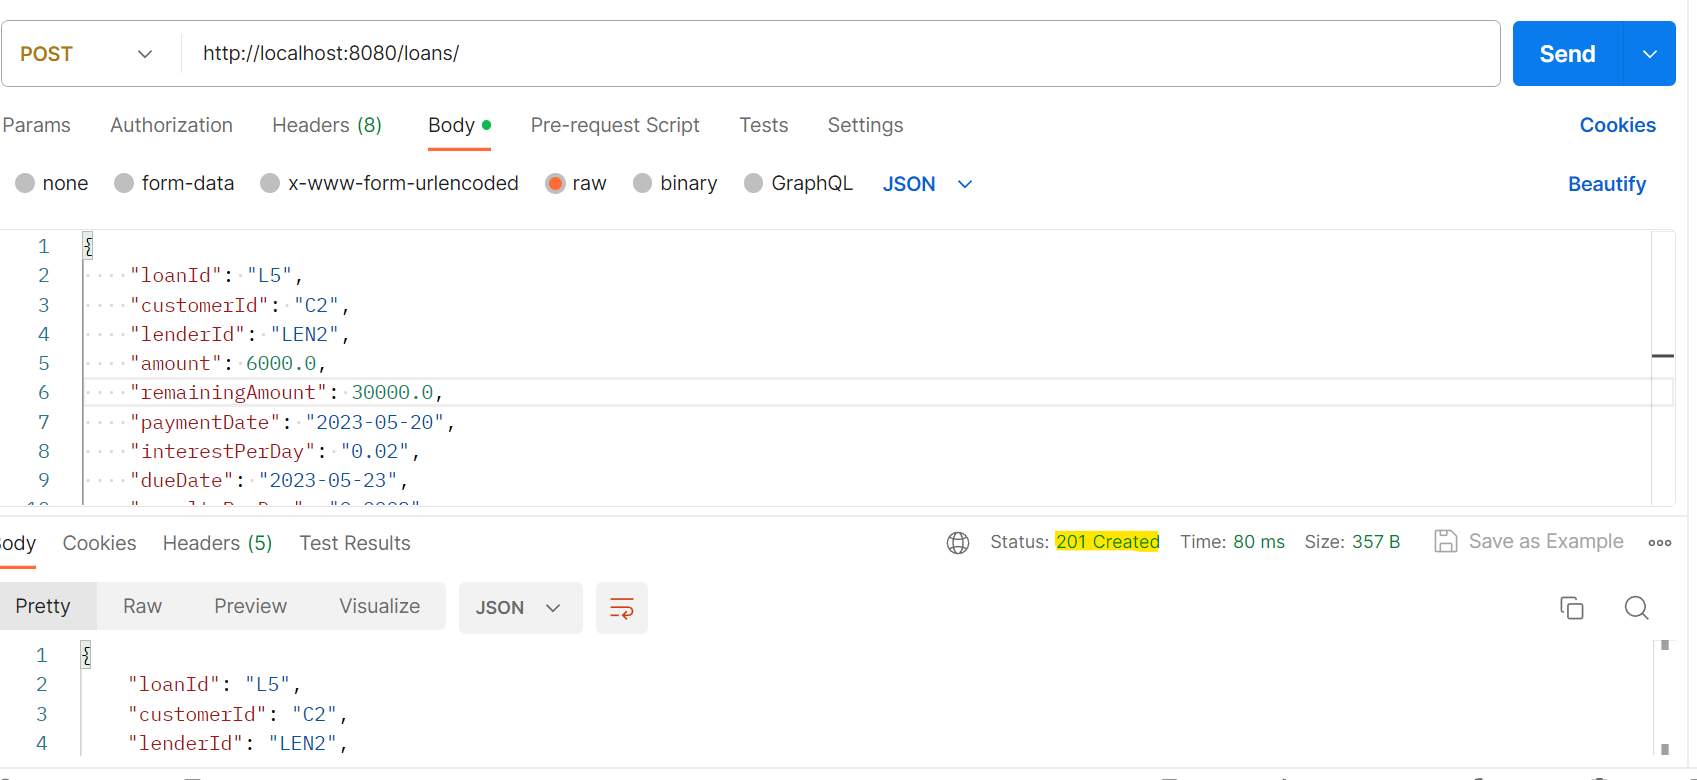 POST http://localhost:8080/loans/ Send
Params Authorization Headers (8) Body Pre-request Script Tests Settings Cookies
none form-data x-www-form-urlencoded raw binary GraphQL JSON Beautify
1 {
2 "loanId": "L5",
3 "customerId": "C2",
4 "lenderId": "LEN2",
5 "amount": 6000.0,
6 "remainingAmount": 30000.0,
7 "paymentDate": "2023-05-20",
8 "interestPerDay": "0.02",
9 "dueDate": "2023-05-23",
Body Cookies Headers (5) Test Results Status: 201 Created Time: 80 ms Size: 357 B Save as Example
Pretty Raw Preview Visualize JSON
1 {
2 "loanId": "L5",
3 "customerId": "C2",
4 "lenderId": "LEN2",